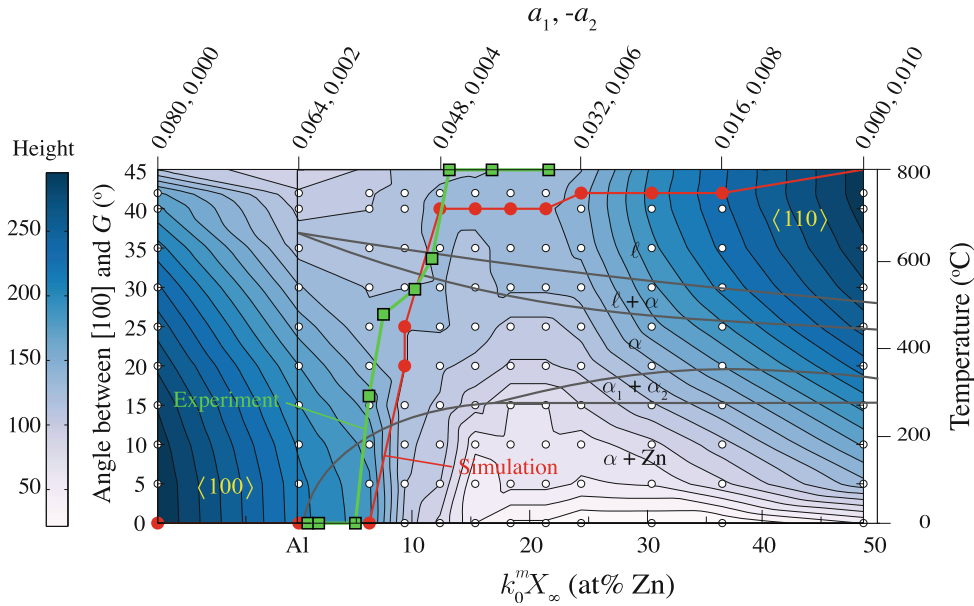 a₁, -a₂
0.080, 0.000
0.064, 0.002
0.048, 0.004
0.032, 0.006
0.016, 0.008
0.000, 0.010
Height
250
200
150
100
50
Angle between [100] and G (º)
45
40
35
30
25
20
15
10
5
0
⟨110⟩
ℓ
ℓ + α
α
α₁ + α₂
α + Zn
Experiment
Simulation
⟨100⟩
800
600
400
200
0
Temperature (ºC)
Al
10
20
30
40
50
k₀ᵐX∞ (at% Zn)